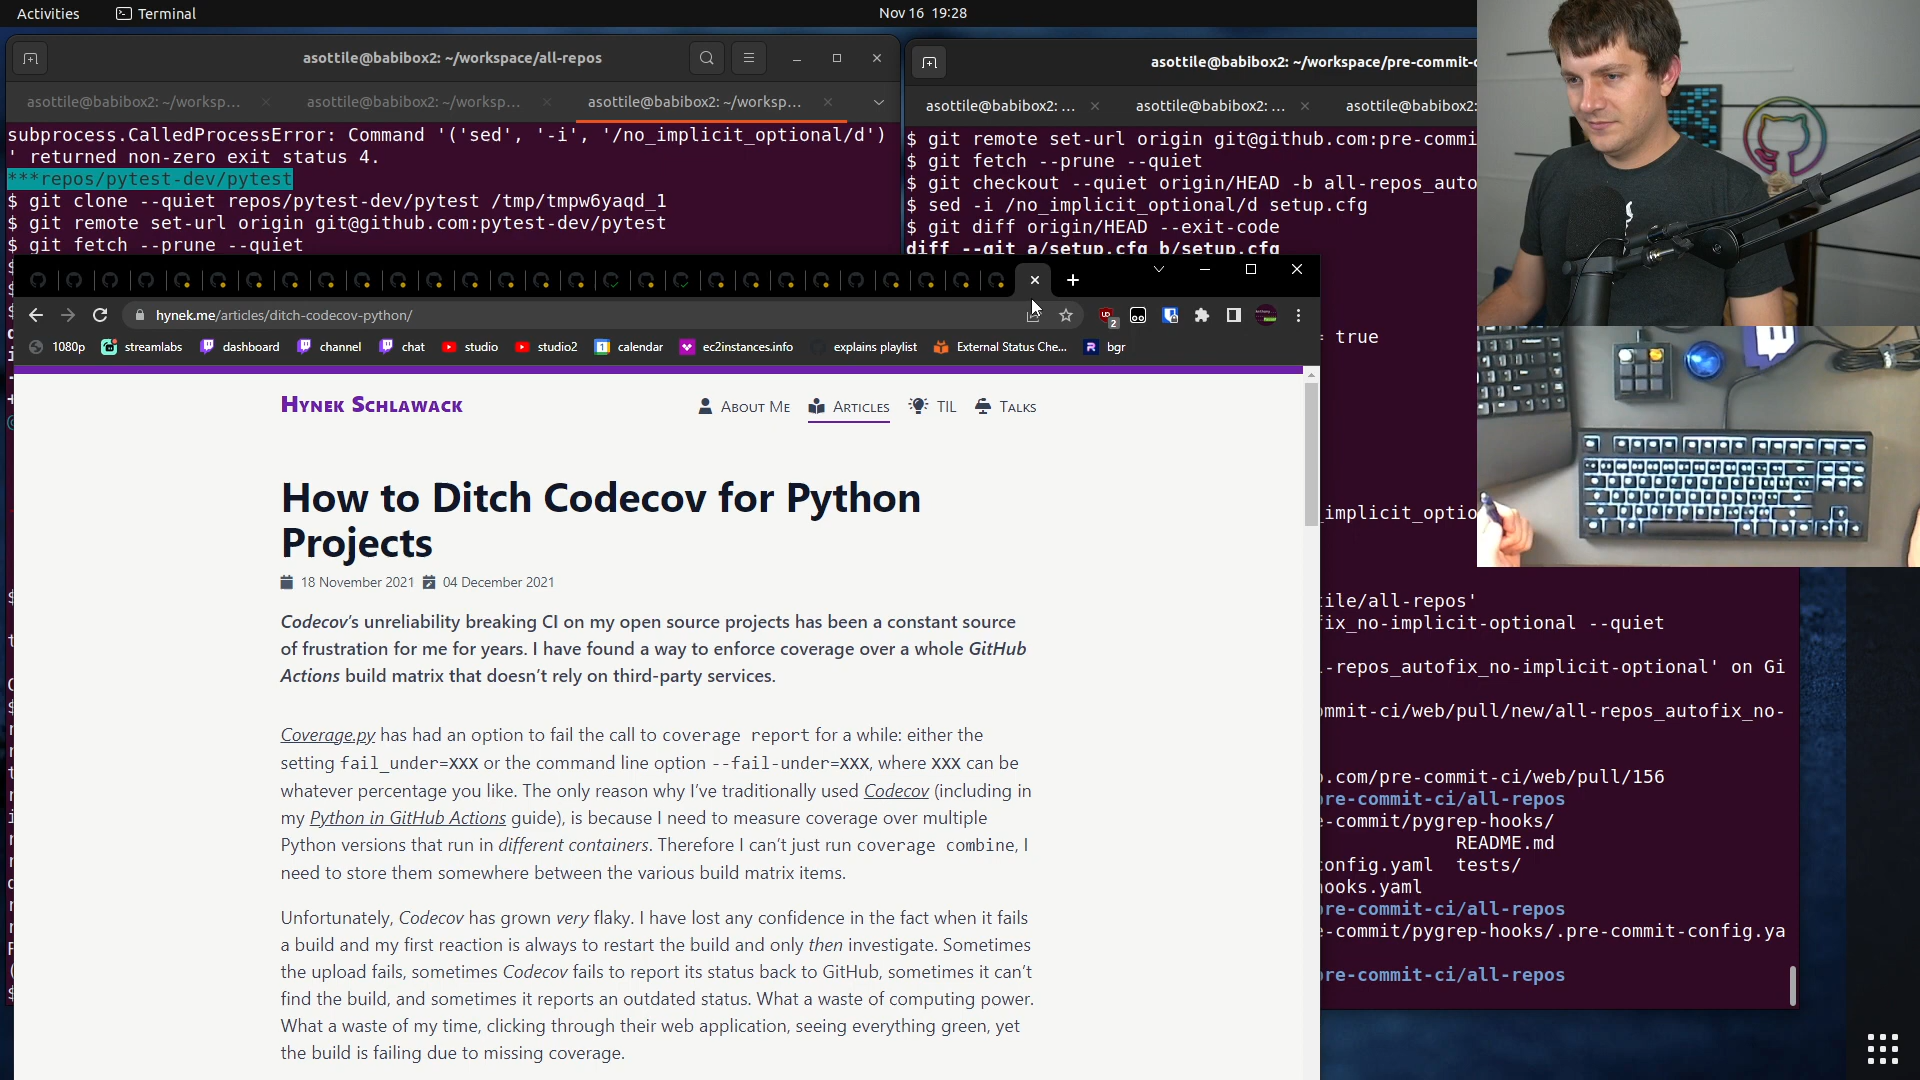 Activities
Terminal
Nov 16 19:28
asottile@babibox2: ~/workspace/all-repos
asottile@babibox2: ~/worksp...
asottile@babibox2: ~/worksp...
asottile@babibox2: ~/worksp...
subprocess.CalledProcessError: Command '('sed', '-i', '/no_implicit_optional/d')
' returned non-zero exit status 4.
***repos/pytest-dev/pytest
$ git clone --quiet repos/pytest-dev/pytest /tmp/tmpw6yaqd_1
$ git remote set-url origin git@github.com:pytest-dev/pytest
$ git fetch --prune --quiet
asottile@babibox2: ~/workspace/pre-commit-c
asottile@babibox2: ...
asottile@babibox2: ...
asottile@babibox2:
$ git remote set-url origin git@github.com:pre-commi
$ git fetch --prune --quiet
$ git checkout --quiet origin/HEAD -b all-repos_auto
$ sed -i /no_implicit_optional/d setup.cfg
$ git diff origin/HEAD --exit-code
diff --git a/setup.cfg b/setup.cfg
hynek.me/articles/ditch-codecov-python/
2
1080p
streamlabs
dashboard
channel
chat
studio
studio2
calendar
ec2instances.info
explains playlist
External Status Che...
bgr
Hynek Schlawack
About Me
Articles
TIL
Talks
How to Ditch Codecov for Python
Projects
18 November 2021 04 December 2021
Codecov's unreliability breaking CI on my open source projects has been a constant source
of frustration for me for years. I have found a way to enforce coverage over a whole GitHub
Actions build matrix that doesn't rely on third-party services.
Coverage.py has had an option to fail the call to coverage report for a while: either the
setting fail_under=XXX or the command line option --fail-under=XXX, where XXX can be
whatever percentage you like. The only reason why I've traditionally used Codecov (including in
my Python in GitHub Actions guide), is because I need to measure coverage over multiple
Python versions that run in different containers. Therefore I can't just run coverage combine, I
need to store them somewhere between the various build matrix items.
Unfortunately, Codecov has grown very flaky. I have lost any confidence in the fact when it fails
a build and my first reaction is always to restart the build and only then investigate. Sometimes
the upload fails, sometimes Codecov fails to report its status back to GitHub, sometimes it can't
find the build, and sometimes it reports an outdated status. What a waste of computing power.
What a waste of my time, clicking through their web application, seeing everything green, yet
the build is failing due to missing coverage.
= true
_implicit_optio
tile/all-repos'
fix_no-implicit-optional --quiet
l-repos_autofix_no-implicit-optional' on Gi
ommit-ci/web/pull/new/all-repos_autofix_no-
b.com/pre-commit-ci/web/pull/156
pre-commit-ci/all-repos
e-commit/pygrep-hooks/
README.md
config.yaml tests/
hooks.yaml
pre-commit-ci/all-repos
e-commit/pygrep-hooks/.pre-commit-config.ya
pre-commit-ci/all-repos